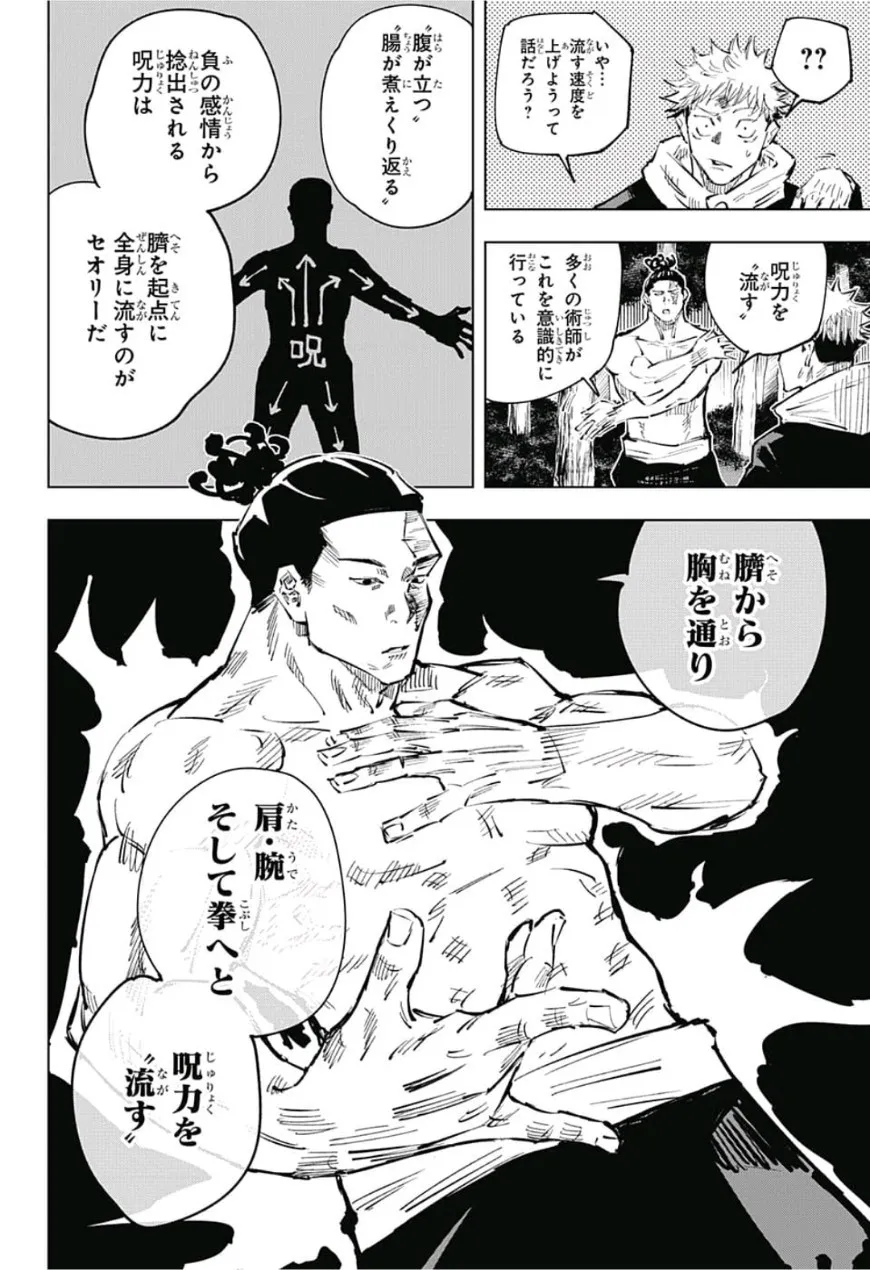 ??
いや…
流す速度を
上げようって
話だろう?
呪力を
〝流す〟
多くの術師が
これを意識的に
行っている
〝腹が立つ〟
〝腸が煮えくり返る〟
負の感情から
捻出される
呪力は
臍を起点に
全身に流すのが
セオリーだ
呪
臍から
胸を通り
肩・腕
そして拳へと
呪力を
〝流す〟